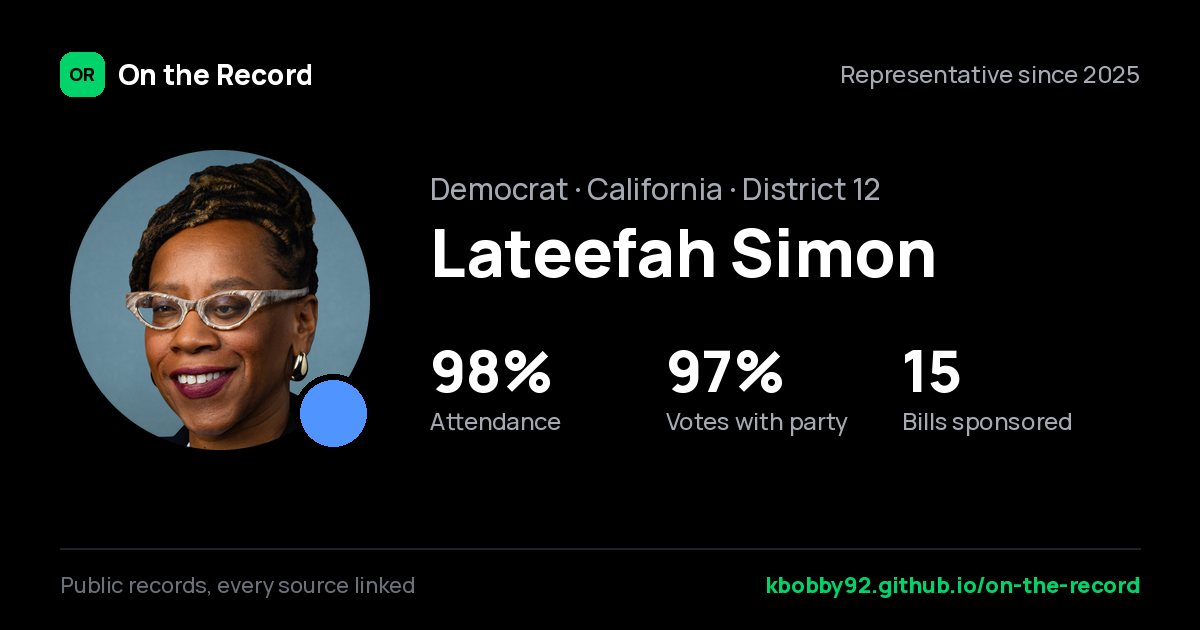 OR On the Record
Representative since 2025
Democrat · California · District 12
Lateefah Simon
98% 97% 15
Attendance Votes with party Bills sponsored
Public records, every source linked
kbobby92.github.io/on-the-record